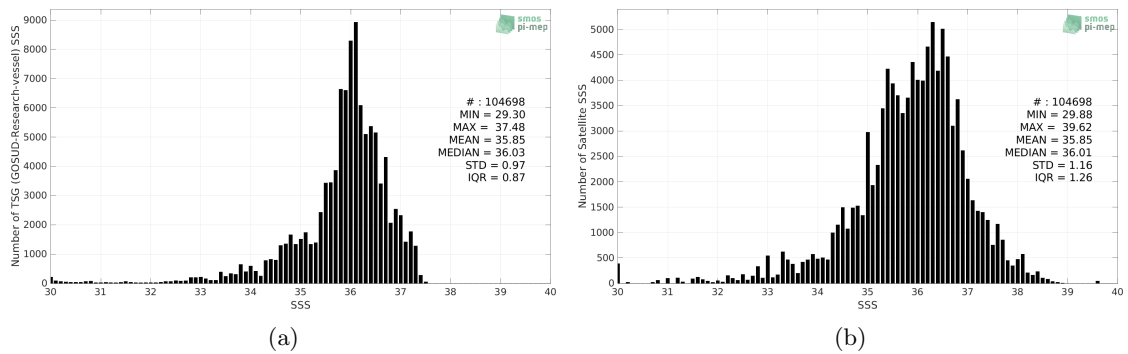 9000
8000
7000
6000
5000
4000
3000
2000
1000
0
Number of TSG (GOSUD-Research-vessel) SSS
30 31 32 33 34 35 36 37 38 39 40
SSS
smos
pi-mep
# : 104698
MIN = 29.30
MAX = 37.48
MEAN = 35.85
MEDIAN = 36.03
STD = 0.97
IQR = 0.87
(a)
5000
4500
4000
3500
3000
2500
2000
1500
1000
500
0
Number of Satellite SSS
30 31 32 33 34 35 36 37 38 39 40
SSS
smos
pi-mep
# : 104698
MIN = 29.88
MAX = 39.62
MEAN = 35.85
MEDIAN = 36.01
STD = 1.16
IQR = 1.26
(b)